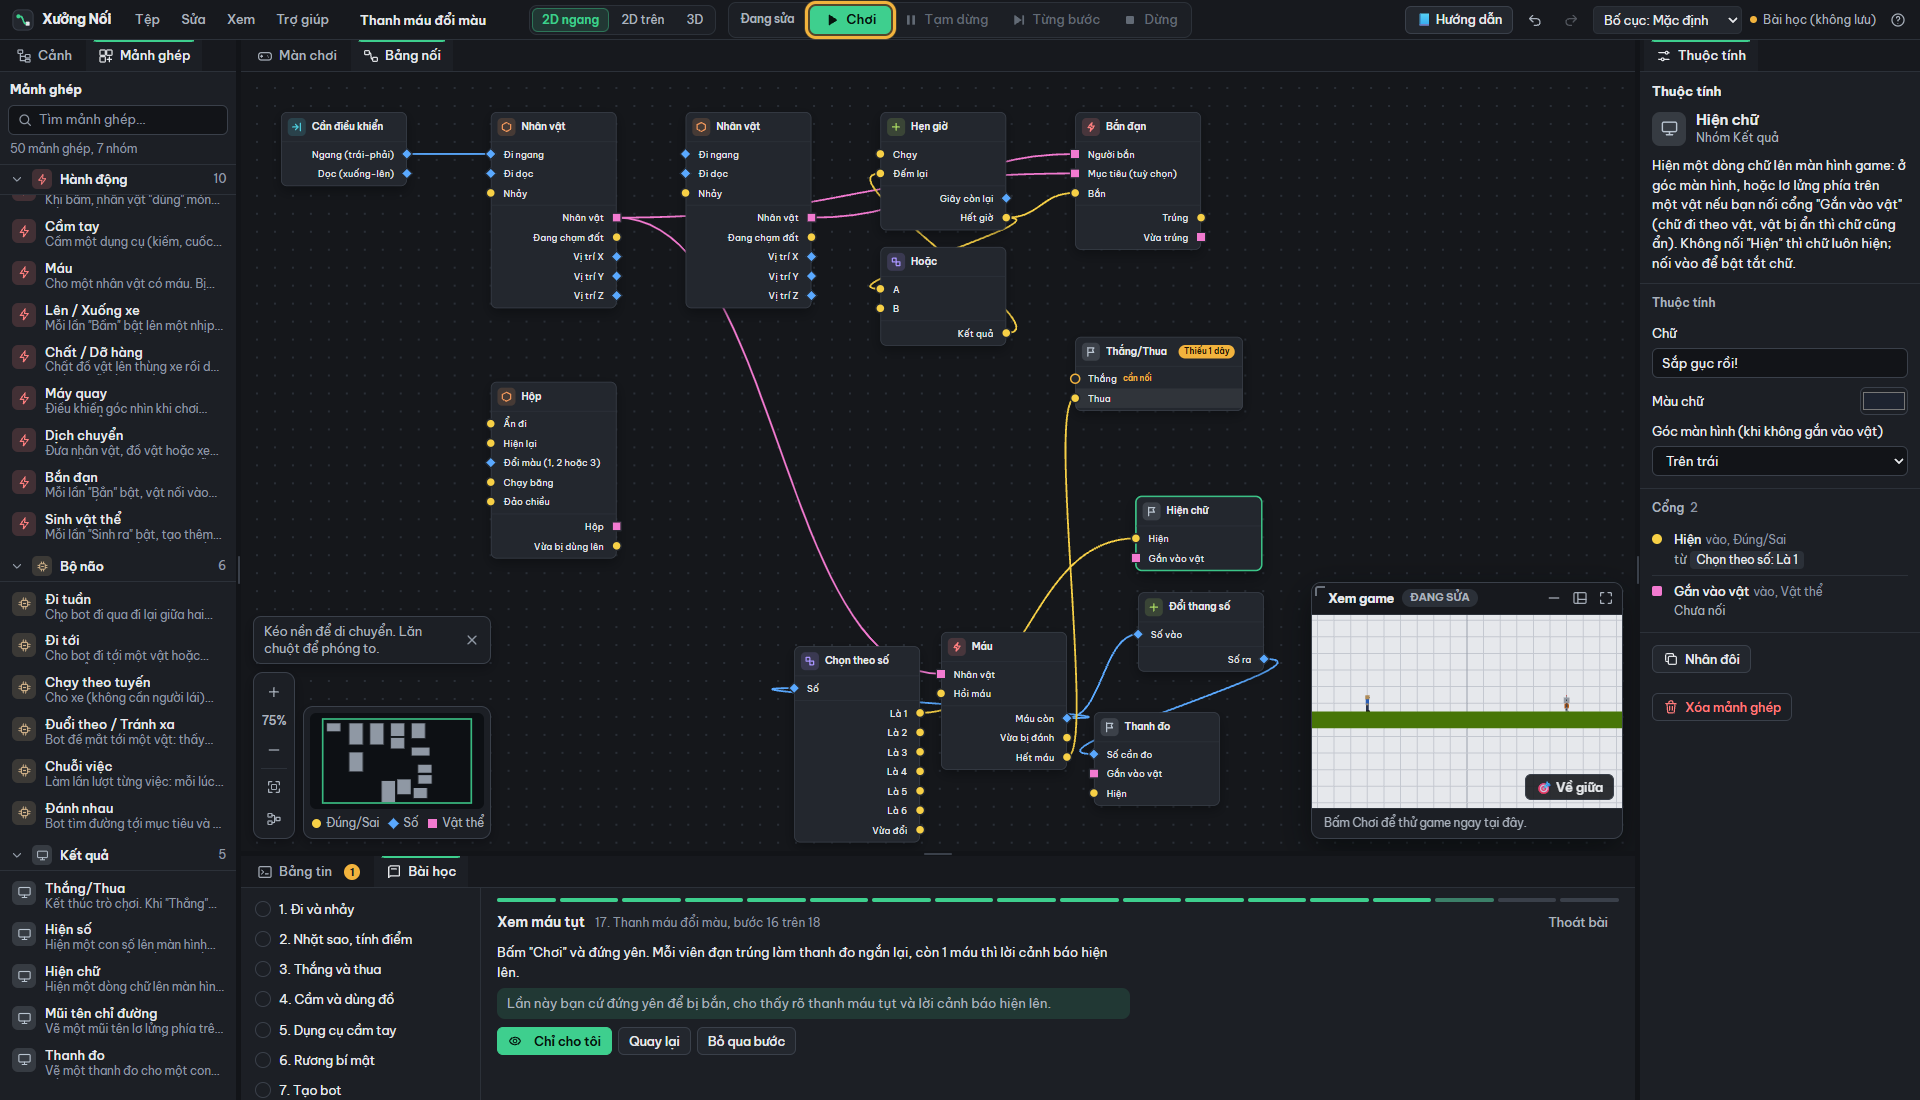 Xưởng Nối
Tệp
Sửa
Xem
Trợ giúp
Thanh máu đổi màu
2D ngang
2D trên
3D
Đang sửa
Chơi
Tạm dừng
Từng bước
Dừng
Hướng dẫn
Bố cục: Mặc định
Bài học (không lưu)
Cảnh
Mảnh ghép
Màn chơi
Bảng nối
Thuộc tính
Mảnh ghép
Tìm mảnh ghép...
50 mảnh ghép, 7 nhóm
Hành động 10
Khi bấm, nhân vật "dùng" món...
Cầm tay
Cầm một dụng cụ (kiếm, cuốc...
Máu
Cho một nhân vật có máu. Bị...
Lên / Xuống xe
Mỗi lần "Bấm" bật lên một nhịp...
Chất / Dỡ hàng
Chất đồ vật lên thùng xe rồi d...
Máy quay
Điều khiển góc nhìn khi chơi...
Dịch chuyển
Đưa nhân vật, đồ vật hoặc xe...
Bắn đạn
Mỗi lần "Bắn" bật, vật nối vào...
Sinh vật thể
Mỗi lần "Sinh ra" bật, tạo thêm...
Bộ não 6
Đi tuần
Cho bot đi qua đi lại giữa hai...
Đi tới
Cho bot đi tới một vật hoặc...
Chạy theo tuyến
Cho xe (không cần người lái)...
Đuổi theo / Tránh xa
Bot để mắt tới một vật: thấy...
Chuỗi việc
Làm lần lượt từng việc: mỗi lúc...
Đánh nhau
Bot tìm đường tới mục tiêu và ...
Kết quả 5
Thắng/Thua
Kết thúc trò chơi. Khi "Thắng"...
Hiện số
Hiện một con số lên màn hình...
Hiện chữ
Hiện một dòng chữ lên màn hìn...
Mũi tên chỉ đường
Vẽ một mũi tên lơ lửng phía trê...
Thanh đo
Vẽ một thanh đo cho một con...
Cần điều khiển
Ngang (trái-phải)
Dọc (xuống-lên)
Nhân vật
Đi ngang
Đi dọc
Nhảy
Nhân vật
Đang chạm đất
Vị trí X
Vị trí Y
Vị trí Z
Nhân vật
Đi ngang
Đi dọc
Nhảy
Nhân vật
Đang chạm đất
Vị trí X
Vị trí Y
Vị trí Z
Hẹn giờ
Chạy
Đếm lại
Giây còn lại
Hết giờ
Hoặc
A
B
Kết quả
Bắn đạn
Người bắn
Mục tiêu (tuỳ chọn)
Bắn
Trúng
Vừa trúng
Thắng/Thua
Thiếu 1 dây
Thắng cần nối
Thua
Hộp
Ẩn đi
Hiện lại
Đổi màu (1, 2 hoặc 3)
Chạy băng
Đảo chiều
Hộp
Vừa bị dùng lên
Hiện chữ
Hiện
Gắn vào vật
Đổi thang số
Số vào
Số ra
Chọn theo số
Số
Là 1
Là 2
Là 3
Là 4
Là 5
Là 6
Vừa đổi
Máu
Nhân vật
Hồi máu
Máu còn
Vừa bị đánh
Hết máu
Thanh đo
Số cần đo
Gắn vào vật
Hiện
Kéo nền để di chuyển. Lăn
chuột để phóng to.
75%
Đúng/Sai
Số
Vật thể
Xem game
ĐANG SỬA
Về giữa
Bấm Chơi để thử game ngay tại đây.
Thuộc tính
Hiện chữ
Nhóm Kết quả
Hiện một dòng chữ lên màn hình game: ở
góc màn hình, hoặc lơ lửng phía trên
một vật nếu bạn nối cổng "Gắn vào vật"
(chữ đi theo vật, vật bị ẩn thì chữ cũng
ẩn). Không nối "Hiện" thì chữ luôn hiện;
nối vào để bật tắt chữ.
Thuộc tính
Chữ
Sắp gục rồi!
Màu chữ
Góc màn hình (khi không gắn vào vật)
Trên trái
Cổng 2
Hiện vào, Đúng/Sai
từ Chọn theo số: Là 1
Gắn vào vật vào, Vật thể
Chưa nối
Nhân đôi
Xóa mảnh ghép
Bảng tin 1
Bài học
1. Đi và nhảy
2. Nhặt sao, tính điểm
3. Thắng và thua
4. Cầm và dùng đồ
5. Dụng cụ cầm tay
6. Rương bí mật
7. Tạo bot
Xem máu tụt
17. Thanh máu đổi màu, bước 16 trên 18
Thoát bài
Bấm "Chơi" và đứng yên. Mỗi viên đạn trúng làm thanh đo ngắn lại, còn 1 máu thì lời cảnh báo hiện
lên.
Lần này bạn cứ đứng yên để bị bắn, cho thấy rõ thanh máu tụt và lời cảnh báo hiện lên.
Chỉ cho tôi
Quay lại
Bỏ qua bước